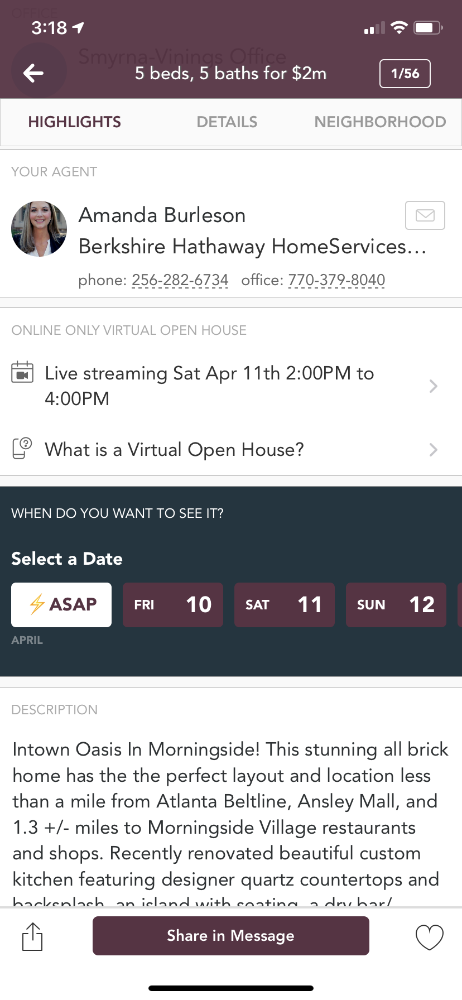 OFFICE
3:18
Smyrna-Vinings Office
5 beds, 5 baths for $2m
1/56
HIGHLIGHTS
DETAILS
NEIGHBORHOOD
YOUR AGENT
Amanda Burleson
Berkshire Hathaway HomeServices...
phone: 256-282-6734 office: 770-379-8040
ONLINE ONLY VIRTUAL OPEN HOUSE
Live streaming Sat Apr 11th 2:00PM to
4:00PM
What is a Virtual Open House?
WHEN DO YOU WANT TO SEE IT?
Select a Date
⚡ASAP
FRI 10
SAT 11
SUN 12
APRIL
DESCRIPTION
Intown Oasis In Morningside! This stunning all brick
home has the the perfect layout and location less
than a mile from Atlanta Beltline, Ansley Mall, and
1.3 +/- miles to Morningside Village restaurants
and shops. Recently renovated beautiful custom
kitchen featuring designer quartz countertops and
backsplash, an island with seating, a dry bar/
Share in Message